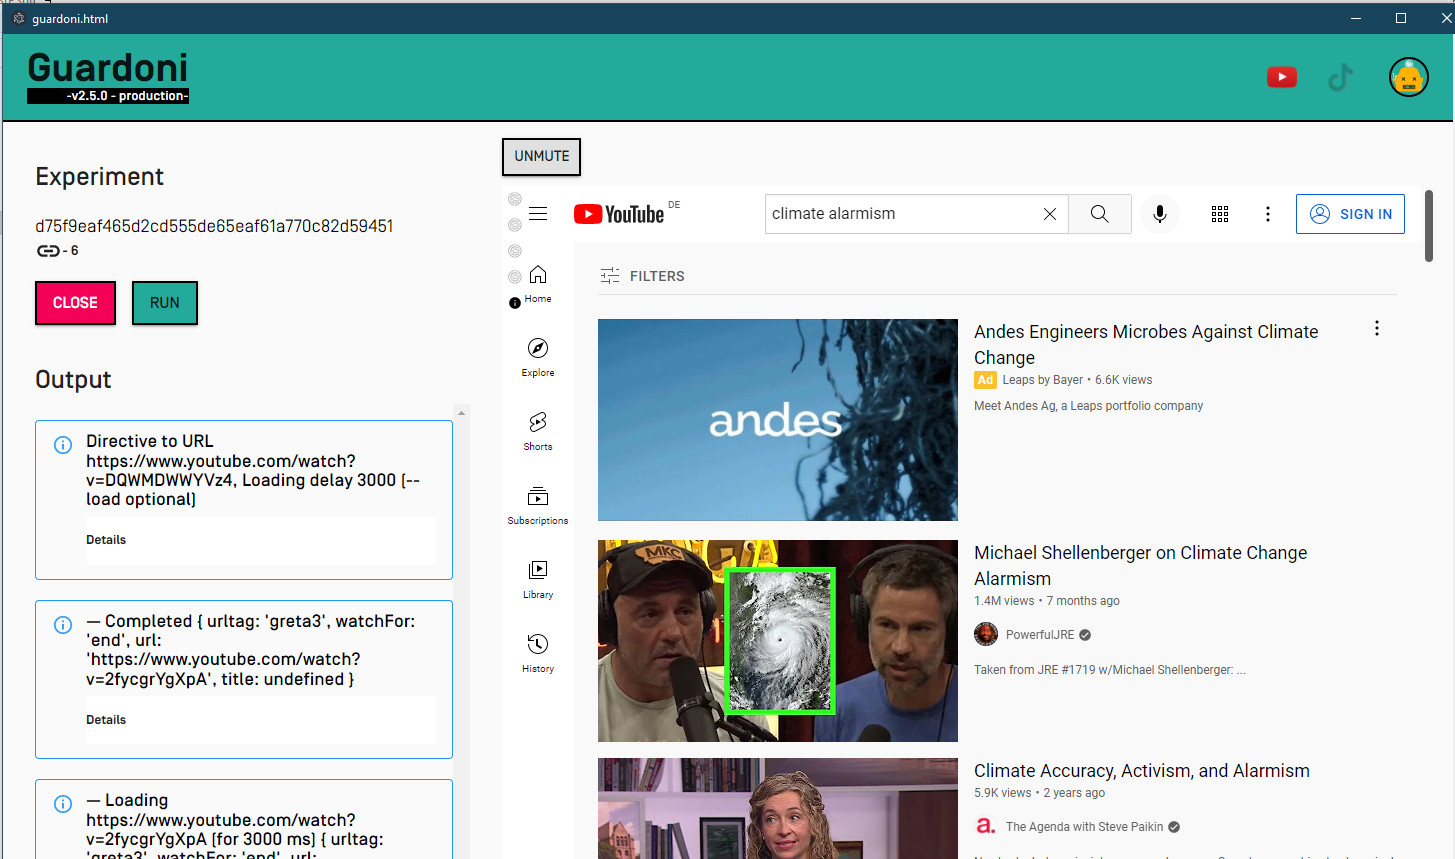 guardoni.html
Guardoni
-v2.5.0 - production-
Experiment
d75f9eaf465d2cd555de65eaf61a770c82d59451
- 6
CLOSE
RUN
Output
Directive to URL
https://www.youtube.com/watch?
v=DQWMDWWYVz4, Loading delay 3000 (--
load optional)
Details
— Completed { urltag: 'greta3', watchFor:
'end', url:
'https://www.youtube.com/watch?
v=2fycgrYgXpA', title: undefined }
Details
— Loading
https://www.youtube.com/watch?
v=2fycgrYgXpA (for 3000 ms) { urltag:
'greta3', watchFor: 'end', url:
UNMUTE
YouTube DE
climate alarmism
SIGN IN
Home
Explore
Shorts
Subscriptions
Library
History
FILTERS
andes
Andes Engineers Microbes Against Climate
Change
Ad Leaps by Bayer • 6.6K views
Meet Andes Ag, a Leaps portfolio company
MKC
Michael Shellenberger on Climate Change
Alarmism
1.4M views • 7 months ago
PowerfulJRE
Taken from JRE #1719 w/Michael Shellenberger: ...
Climate Accuracy, Activism, and Alarmism
5.9K views • 2 years ago
a. The Agenda with Steve Paikin